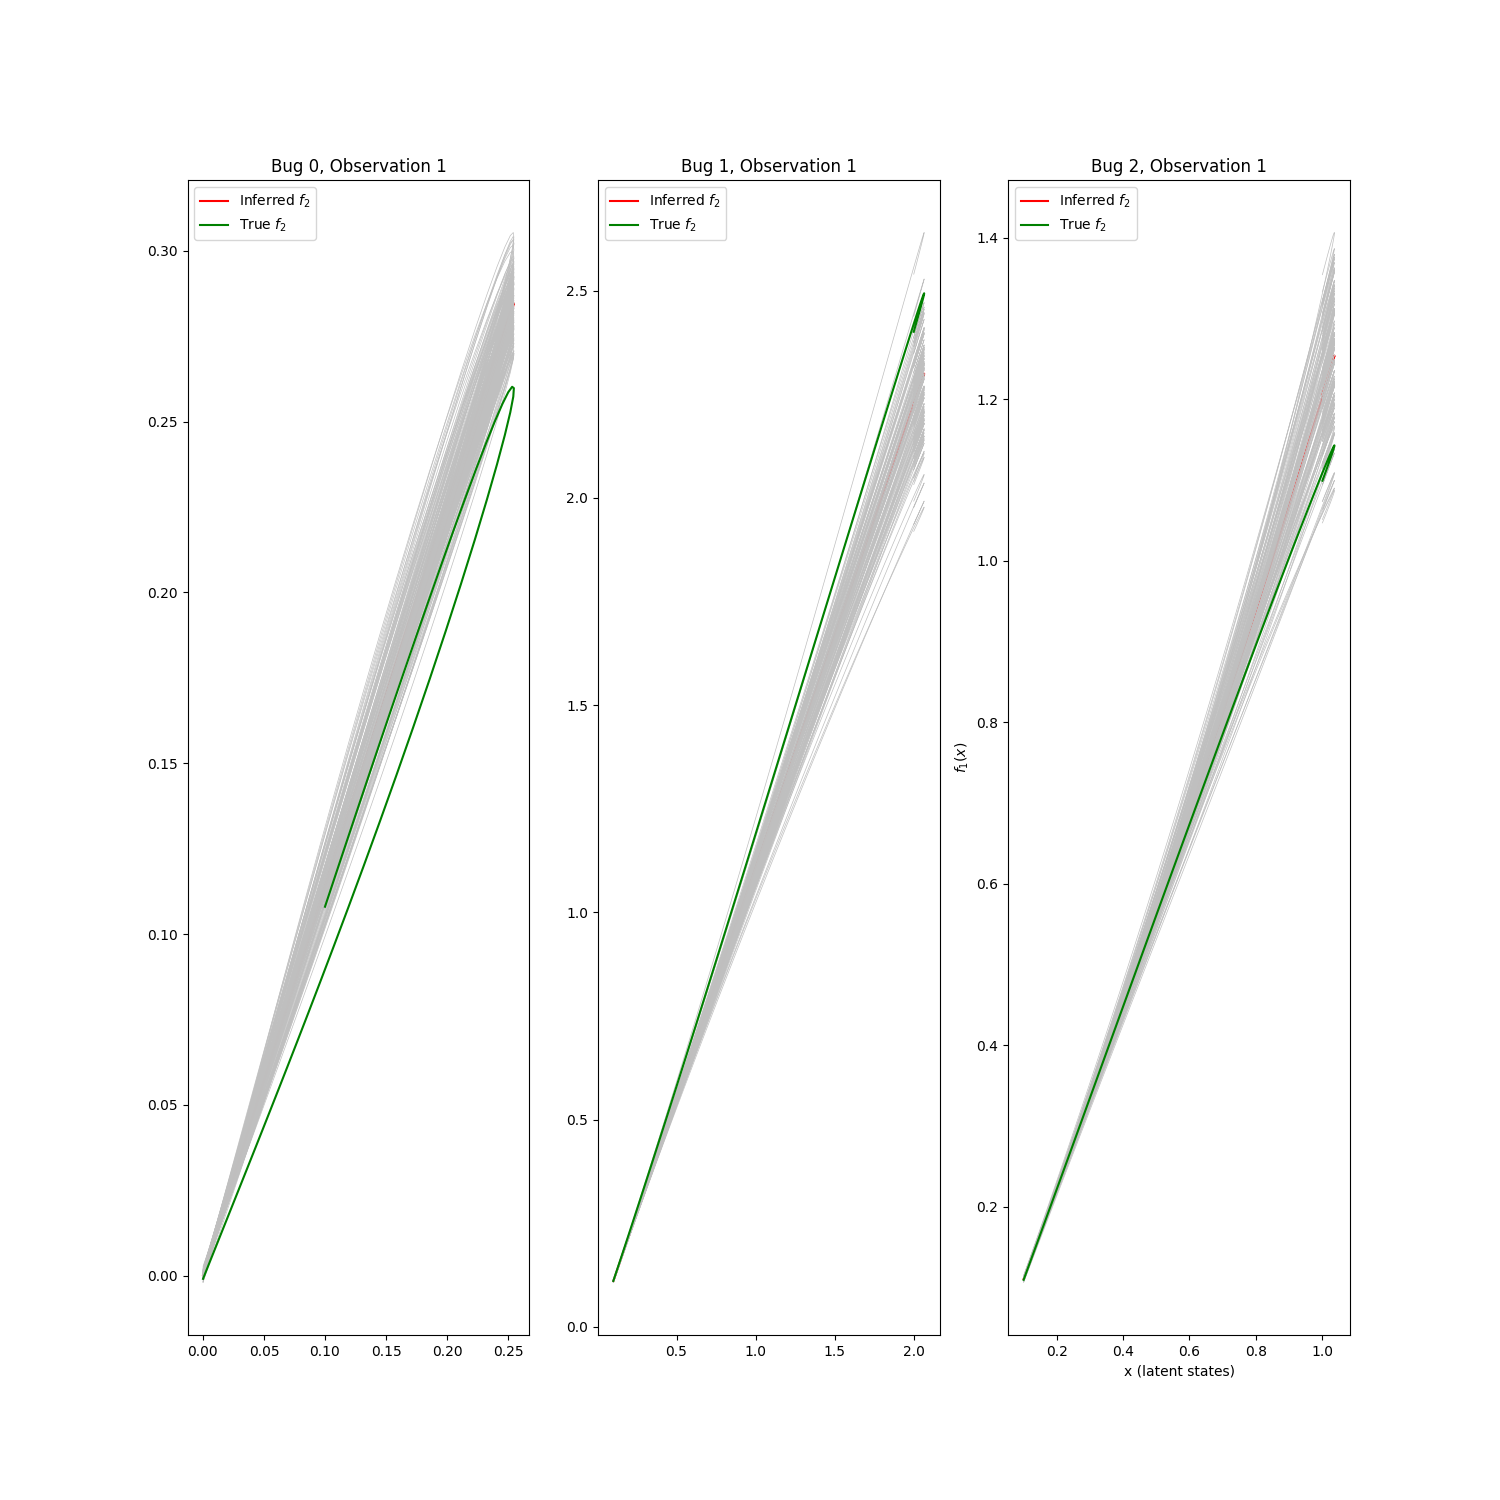 Bug 0, Observation 1
Inferred f₂
True f₂
0.30
0.25
0.20
0.15
0.10
0.05
0.00
0.00 0.05 0.10 0.15 0.20 0.25
Bug 1, Observation 1
Inferred f₂
True f₂
2.5
2.0
1.5
1.0
0.5
0.0
0.5 1.0 1.5 2.0
Bug 2, Observation 1
Inferred f₂
True f₂
f₁(x)
1.4
1.2
1.0
0.8
0.6
0.4
0.2
0.2 0.4 0.6 0.8 1.0
x (latent states)